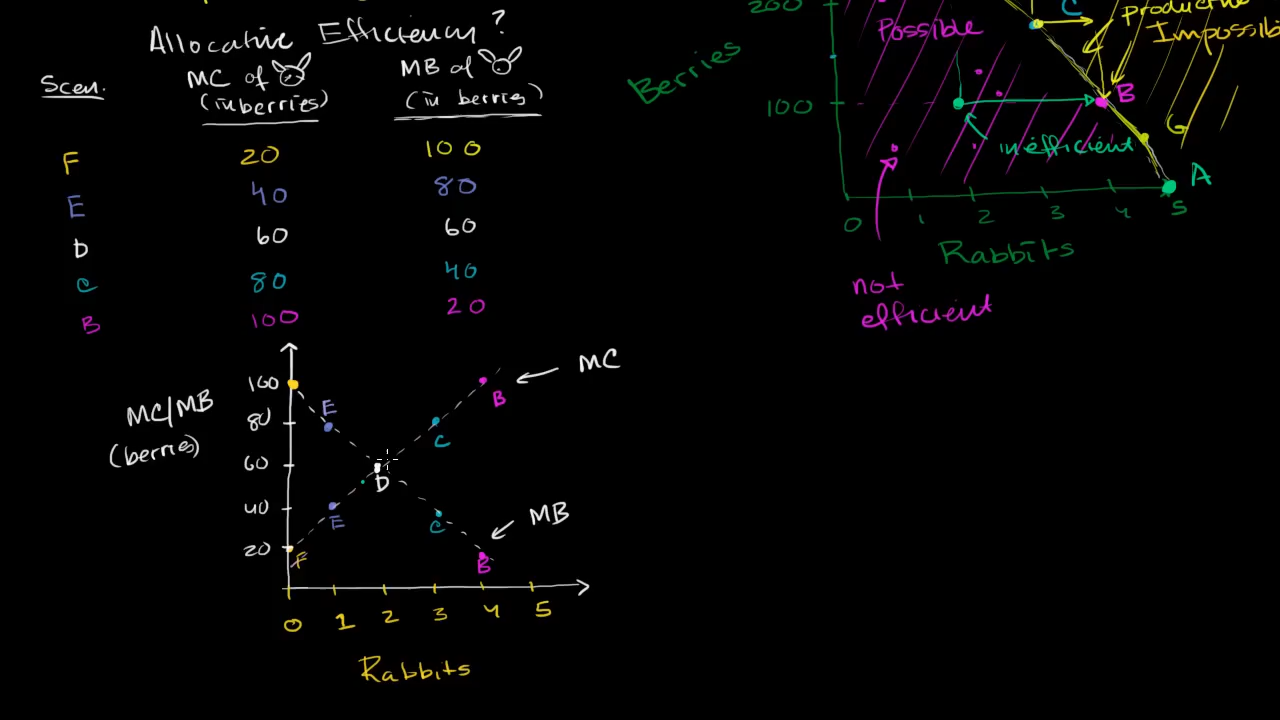 Allocative Efficiency?
Scen.
MC of
(in berries)
MB of
(in berries)
F 20 100
E 40 80
D 60 60
C 80 40
B 100 20
MC/MB
(berries)
100
80
60
40
20
E
B
MC
C
D
E
C
MB
F
B
0 1 2 3 4 5
Rabbits
200
C
Possible
Impossib
Berries
100
B
inefficient
G
A
0 1 2 3 4 5
Rabbits
not
efficient